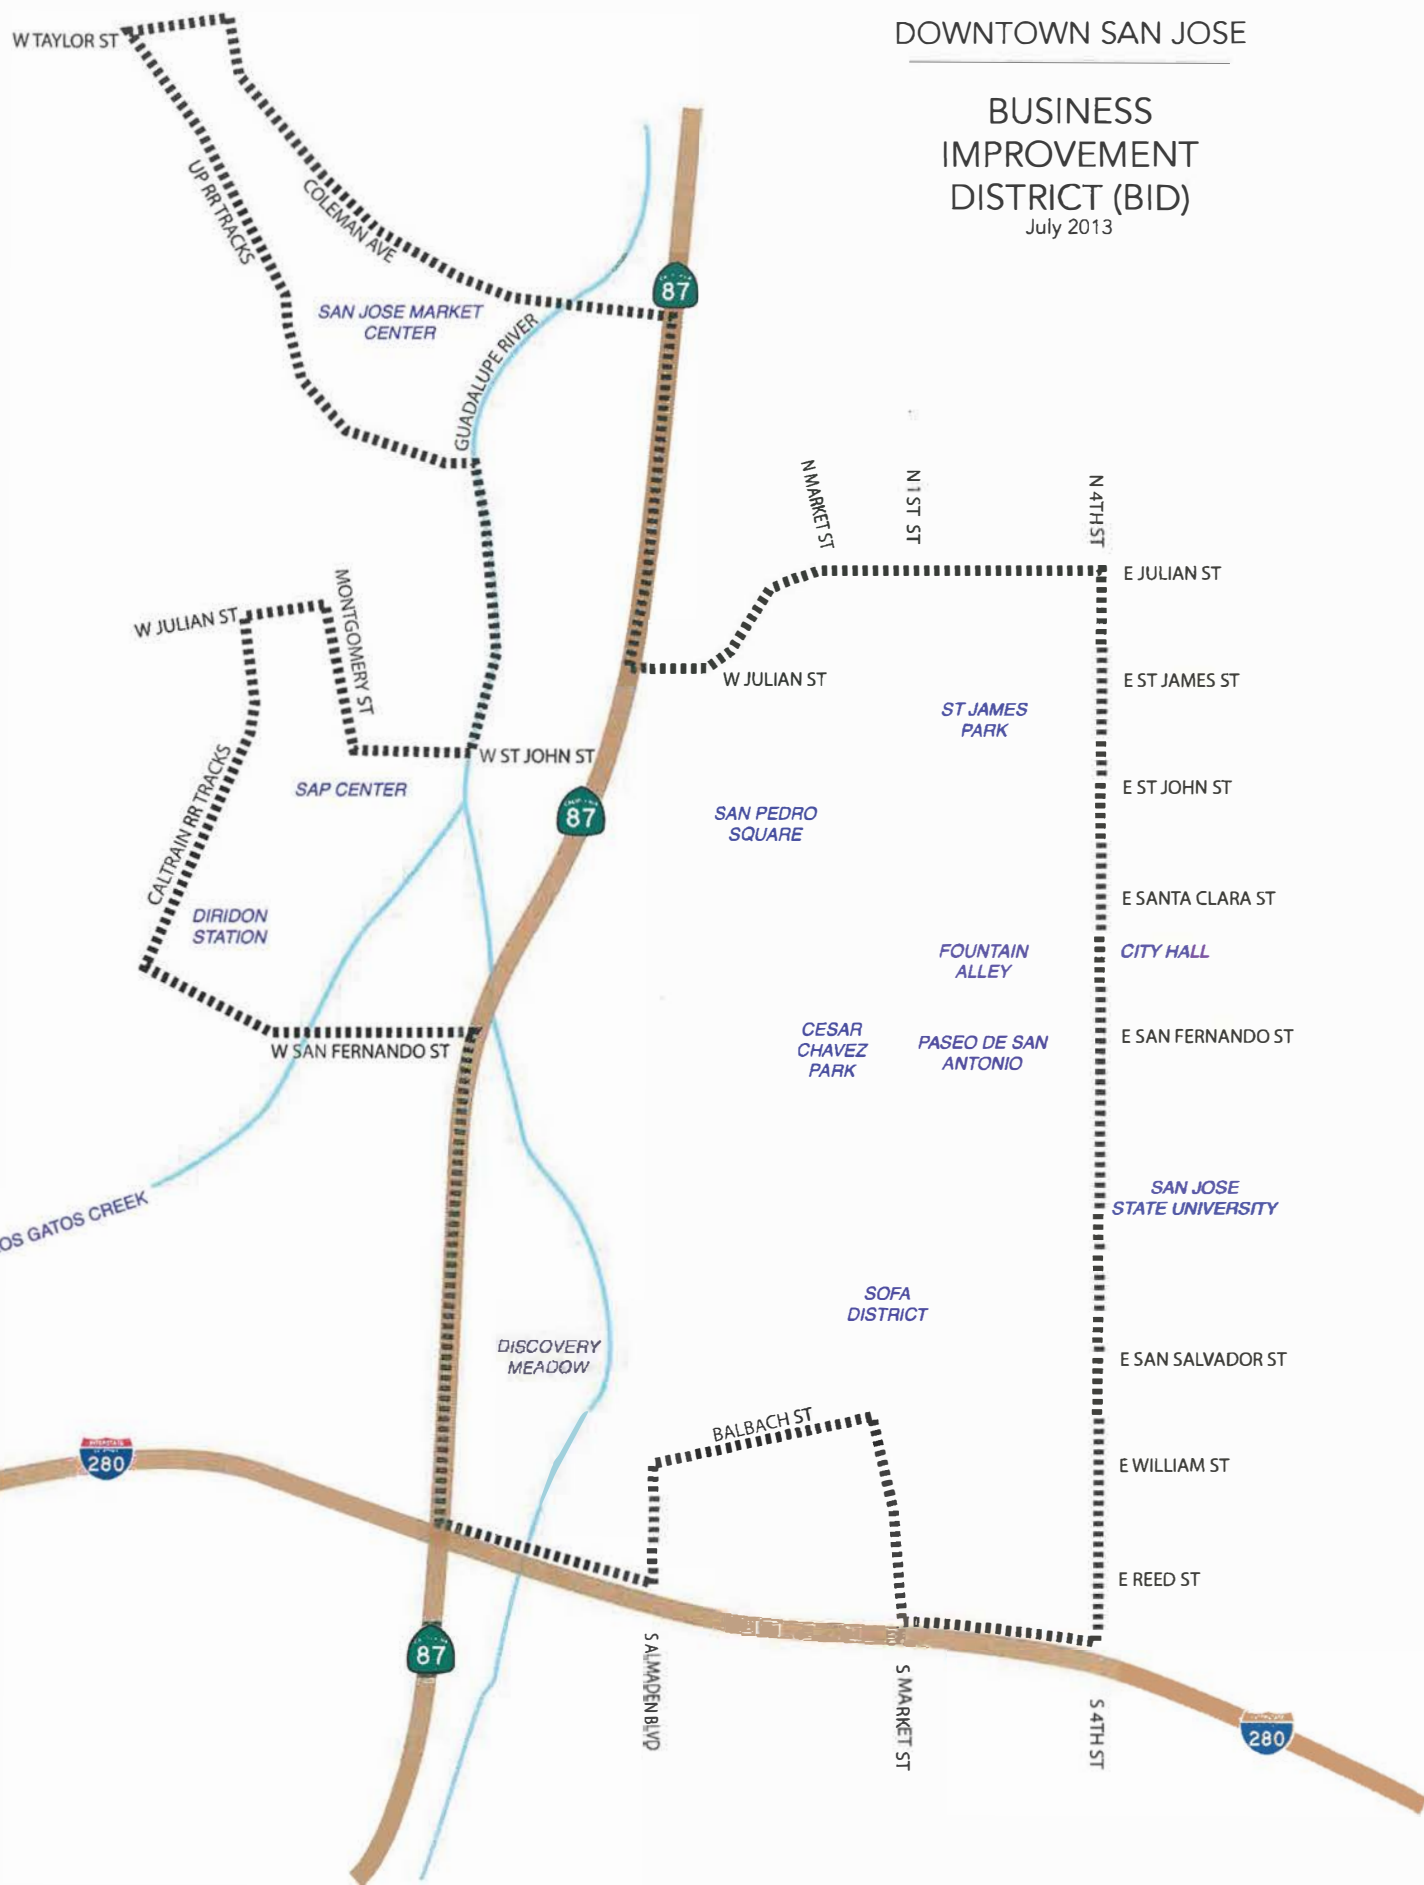 DOWNTOWN SAN JOSE
BUSINESS
IMPROVEMENT
DISTRICT (BID)
July 2013
W TAYLOR ST
UP RR TRACKS
COLEMAN AVE
87
SAN JOSE MARKET
CENTER
GUADALUPE RIVER
N MARKET ST
N 1ST ST
N 4TH ST
E JULIAN ST
W JULIAN ST
MONTGOMERY ST
W JULIAN ST
E ST JAMES ST
ST JAMES
PARK
W ST JOHN ST
CALTRAIN RR TRACKS
SAP CENTER
E ST JOHN ST
87
SAN PEDRO
SQUARE
E SANTA CLARA ST
DIRIDON
STATION
FOUNTAIN
ALLEY
CITY HALL
W SAN FERNANDO ST
CESAR
CHAVEZ
PARK
PASEO DE SAN
ANTONIO
E SAN FERNANDO ST
OS GATOS CREEK
SAN JOSE
STATE UNIVERSITY
SOFA
DISTRICT
DISCOVERY
MEADOW
E SAN SALVADOR ST
BALBACH ST
INTERSTATE
280
E WILLIAM ST
E REED ST
87
S ALMADEN BLVD
S MARKET ST
S 4TH ST
280